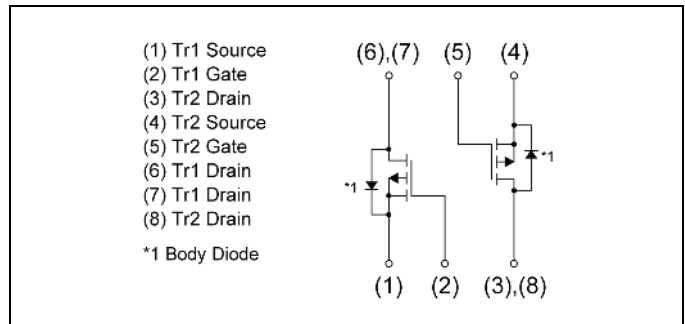 (1) Tr1 Source
(2) Tr1 Gate
(3) Tr2 Drain
(4) Tr2 Source
(5) Tr2 Gate
(6) Tr1 Drain
(7) Tr1 Drain
(8) Tr2 Drain
*1 Body Diode
(6),(7) (5) (4)
*1 *1
(1) (2) (3),(8)